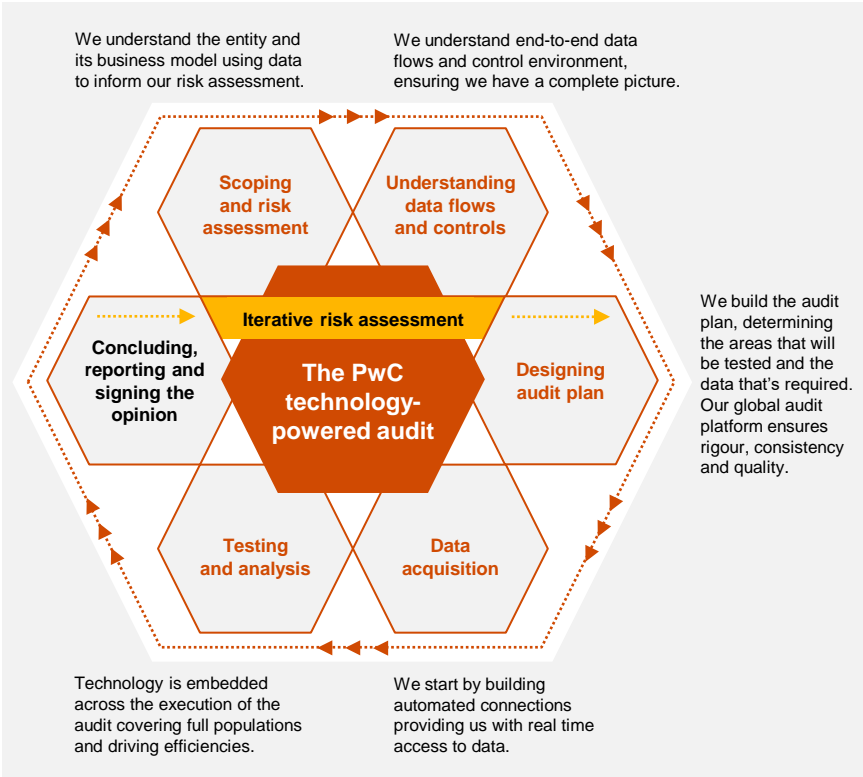 We understand the entity and
its business model using data
to inform our risk assessment.
We understand end-to-end data
flows and control environment,
ensuring we have a complete picture.
Scoping
and risk
assessment
Understanding
data flows
and controls
Iterative risk assessment
Concluding,
reporting and
signing the
opinion
The PwC
technology-
powered audit
Designing
audit plan
We build the audit
plan, determining
the areas that will
be tested and the
data that's required.
Our global audit
platform ensures
rigour, consistency
and quality.
Testing
and analysis
Data
acquisition
Technology is embedded
across the execution of the
audit covering full populations
and driving efficiencies.
We start by building
automated connections
providing us with real time
access to data.